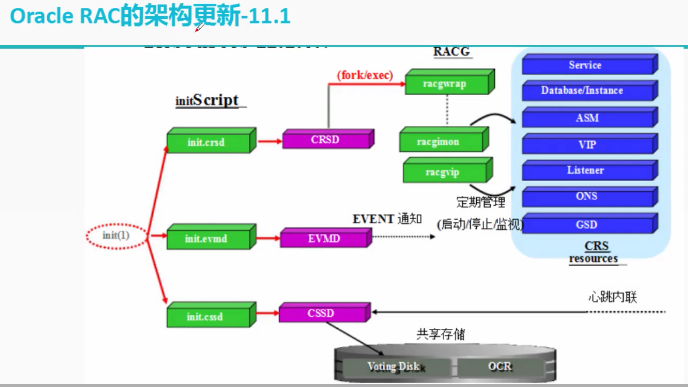 Oracle RAC的架构更新-11.1
RACG
(fork/exec)
initScript
racgwrap
Service
Database/Instance
ASM
init.crsd
CRSD
racgimon
VIP
racgvip
Listener
定期管理
ONS
EVENT 通知
(启动/停止/监视)
GSD
init(1)
init.evmd
EVMD
CRS
resources
心跳内联
init.cssd
CSSD
共享存储
Voting Disk
OCR